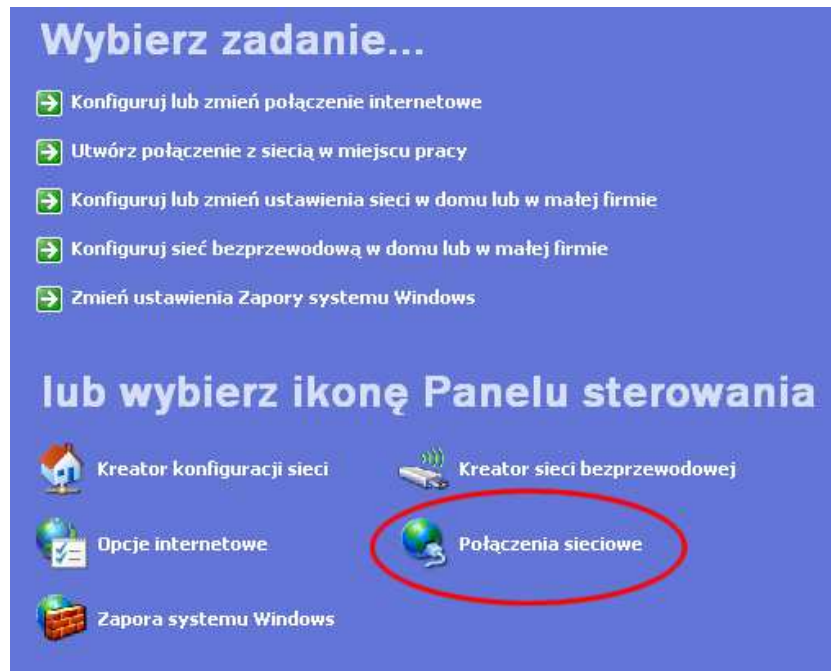 Wybierz zadanie...
Konfiguruj lub zmień połączenie internetowe
Utwórz połączenie z siecią w miejscu pracy
Konfiguruj lub zmień ustawienia sieci w domu lub w małej firmie
Konfiguruj sieć bezprzewodową w domu lub w małej firmie
Zmień ustawienia Zapory systemu Windows
lub wybierz ikonę Panelu sterowania
Kreator konfiguracji sieci
Kreator sieci bezprzewodowej
Opcje internetowe
Połączenia sieciowe
Zapora systemu Windows